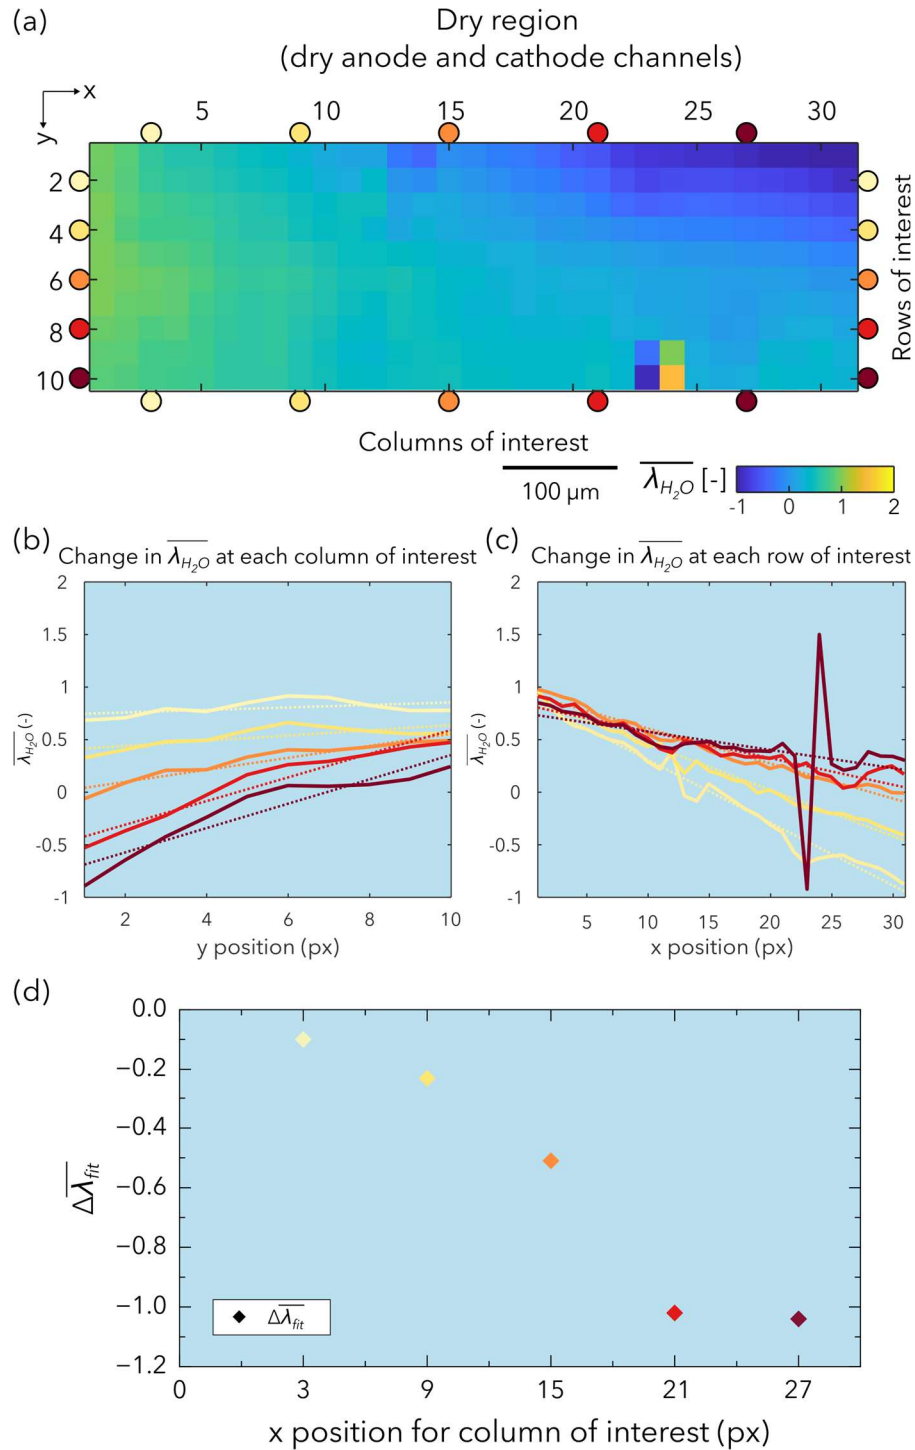 (a)
Dry region
(dry anode and cathode channels)
x
y
5 10 15 20 25 30
2
4
6
8
10
Rows of interest
Columns of interest
100 µm
λH2O [-]
-1 0 1 2
(b)
Change in λH2O at each column of interest
2
1.5
1
0.5
0
-0.5
-1
λH2O (-)
2 4 6 8 10
y position (px)
(c)
Change in λH2O at each row of interest
2
1.5
1
0.5
0
-0.5
-1
λH2O (-)
5 10 15 20 25 30
x position (px)
(d)
0.0
−0.2
−0.4
−0.6
−0.8
−1.0
−1.2
Δλfit
Δλfit
0 3 9 15 21 27
x position for column of interest (px)